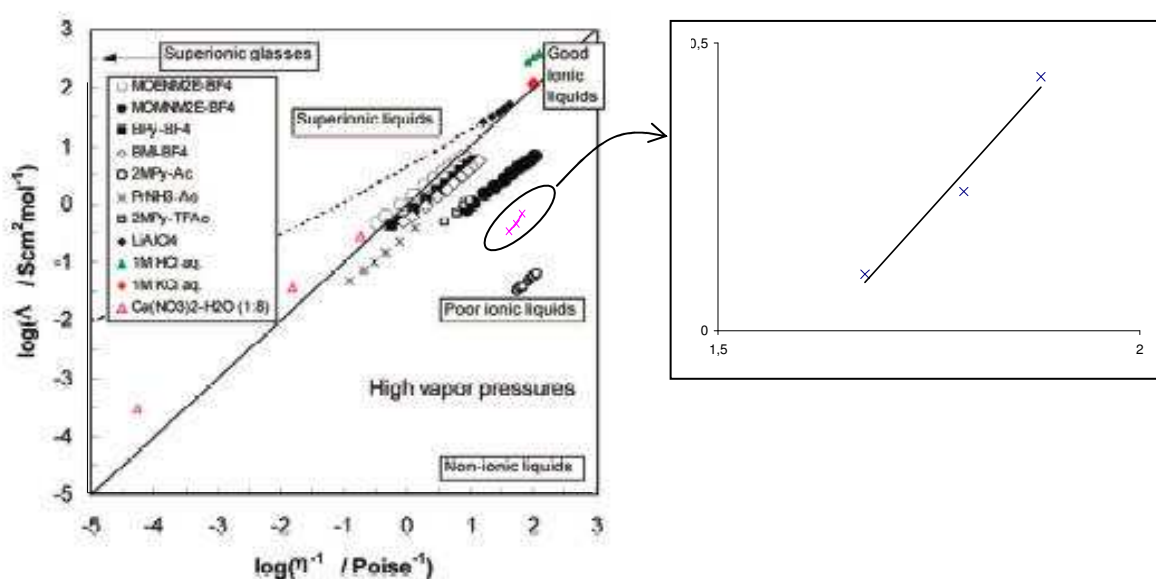 3
2
1
0
-1
-2
-3
-4
-5
-5
-4
-3
-2
-1
0
1
2
3
log(Λ /Scm²mol⁻¹)
log(η⁻¹ / Poise⁻¹)
Superionic glasses
MOENM2E-BF4
MOMNM2E-BF4
BPy-BF4
BMI-BF4
2MPy-Ac
PrNH3-Ac
2MPy-TFAc
LiAlCl4
1M HCl aq.
1M KCl aq.
Ca(NO3)2-H2O (1:8)
Superionic liquids
Good
ionic
liquids
Poor ionic liquids
High vapor pressures
Non-ionic liquids
0,5
0
1,5
2